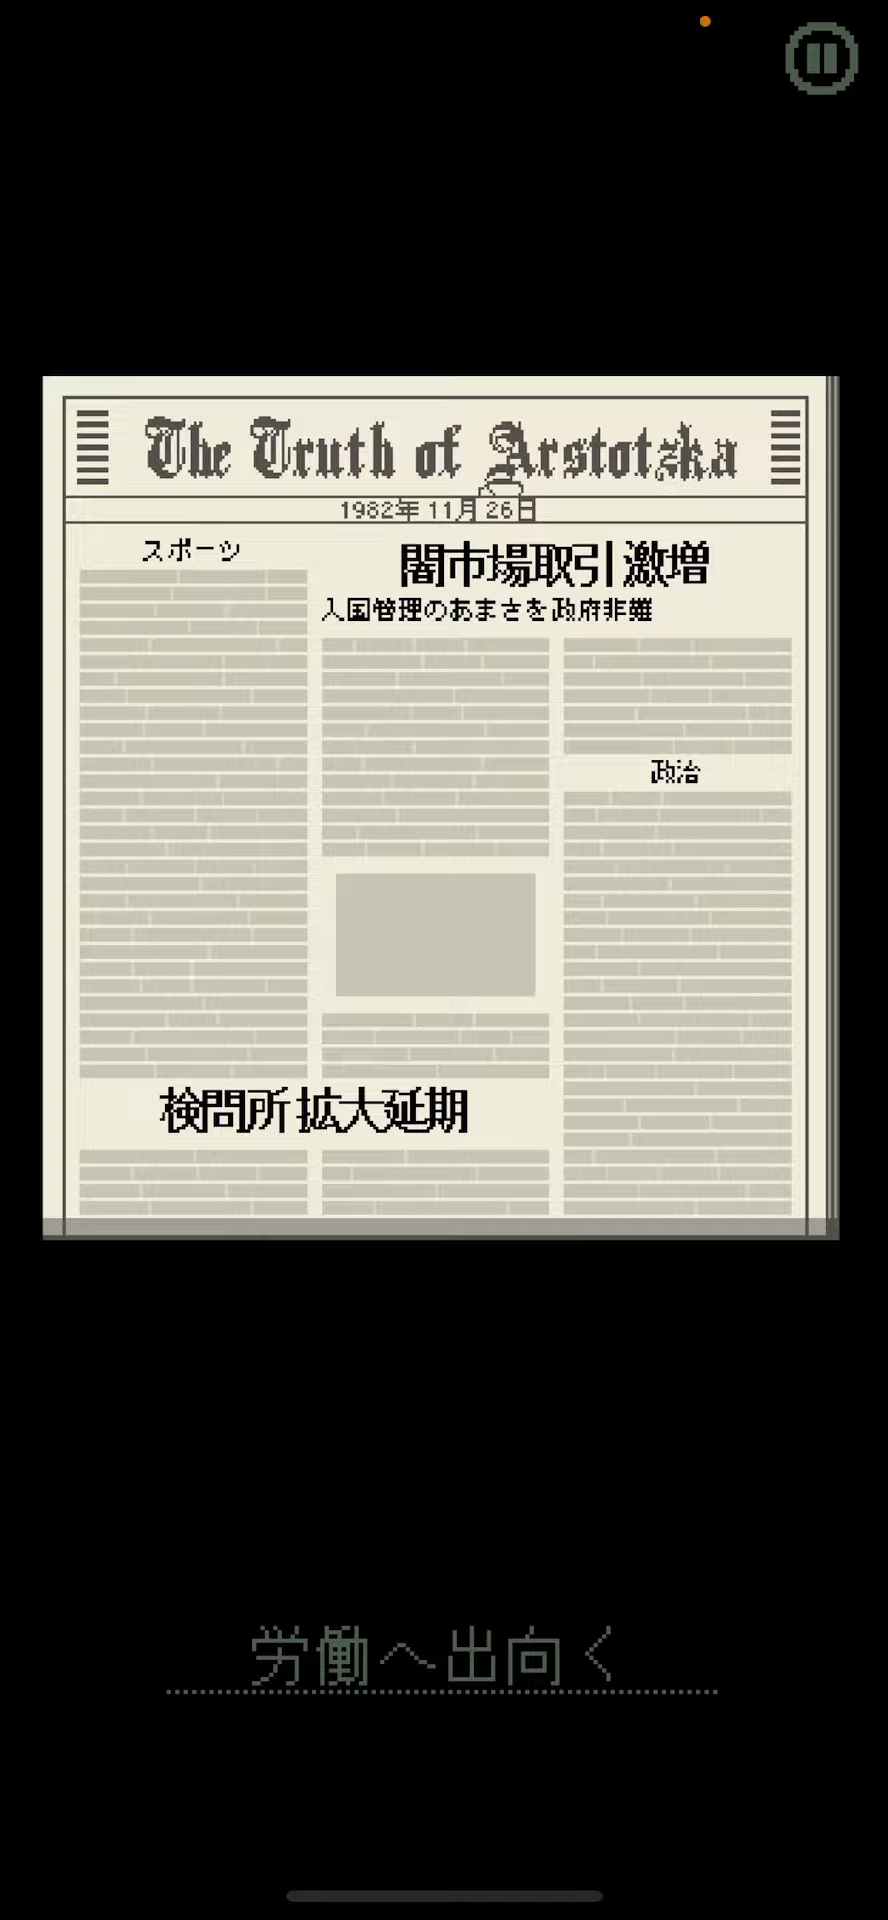 The Truth of Arstotzka
1982年 11月 26日
スポーツ
闇市場取引激増
入国管理のあまさを政府非難
政治
検問所拡大延期
労働へ出向く